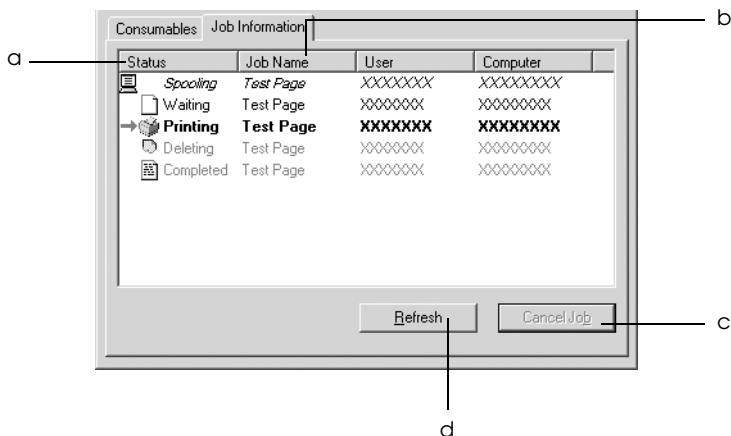 Consumables Job Information
b
a
Status Job Name User Computer
Spooling Test Page XXXXXXX XXXXXXXX
Waiting Test Page XXXXXXX XXXXXXXX
Printing Test Page XXXXXXX XXXXXXXX
Deleting Test Page XXXXXXX XXXXXXXX
Completed Test Page XXXXXXX XXXXXXXX
Refresh Cancel Job
c
d